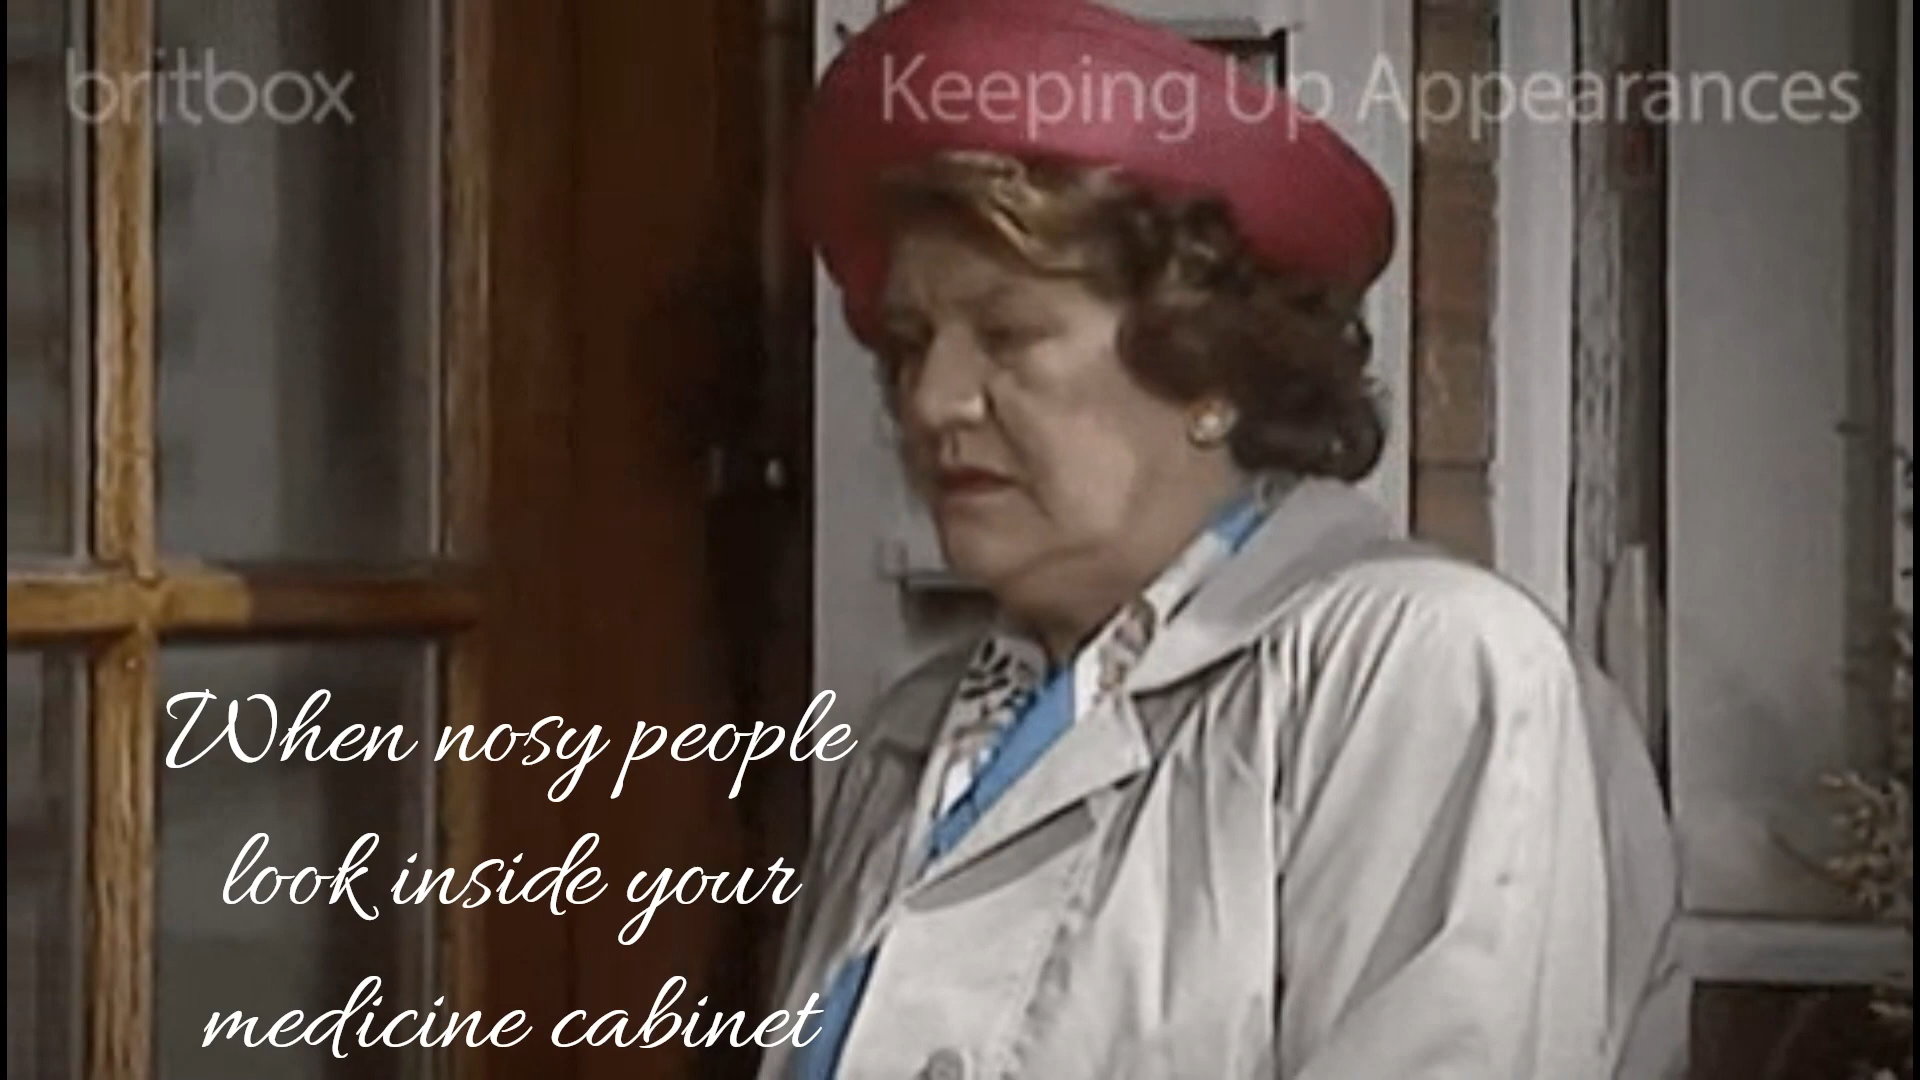 britbox
Keeping Up Appearances
When nosy people
look inside your
medicine cabinet